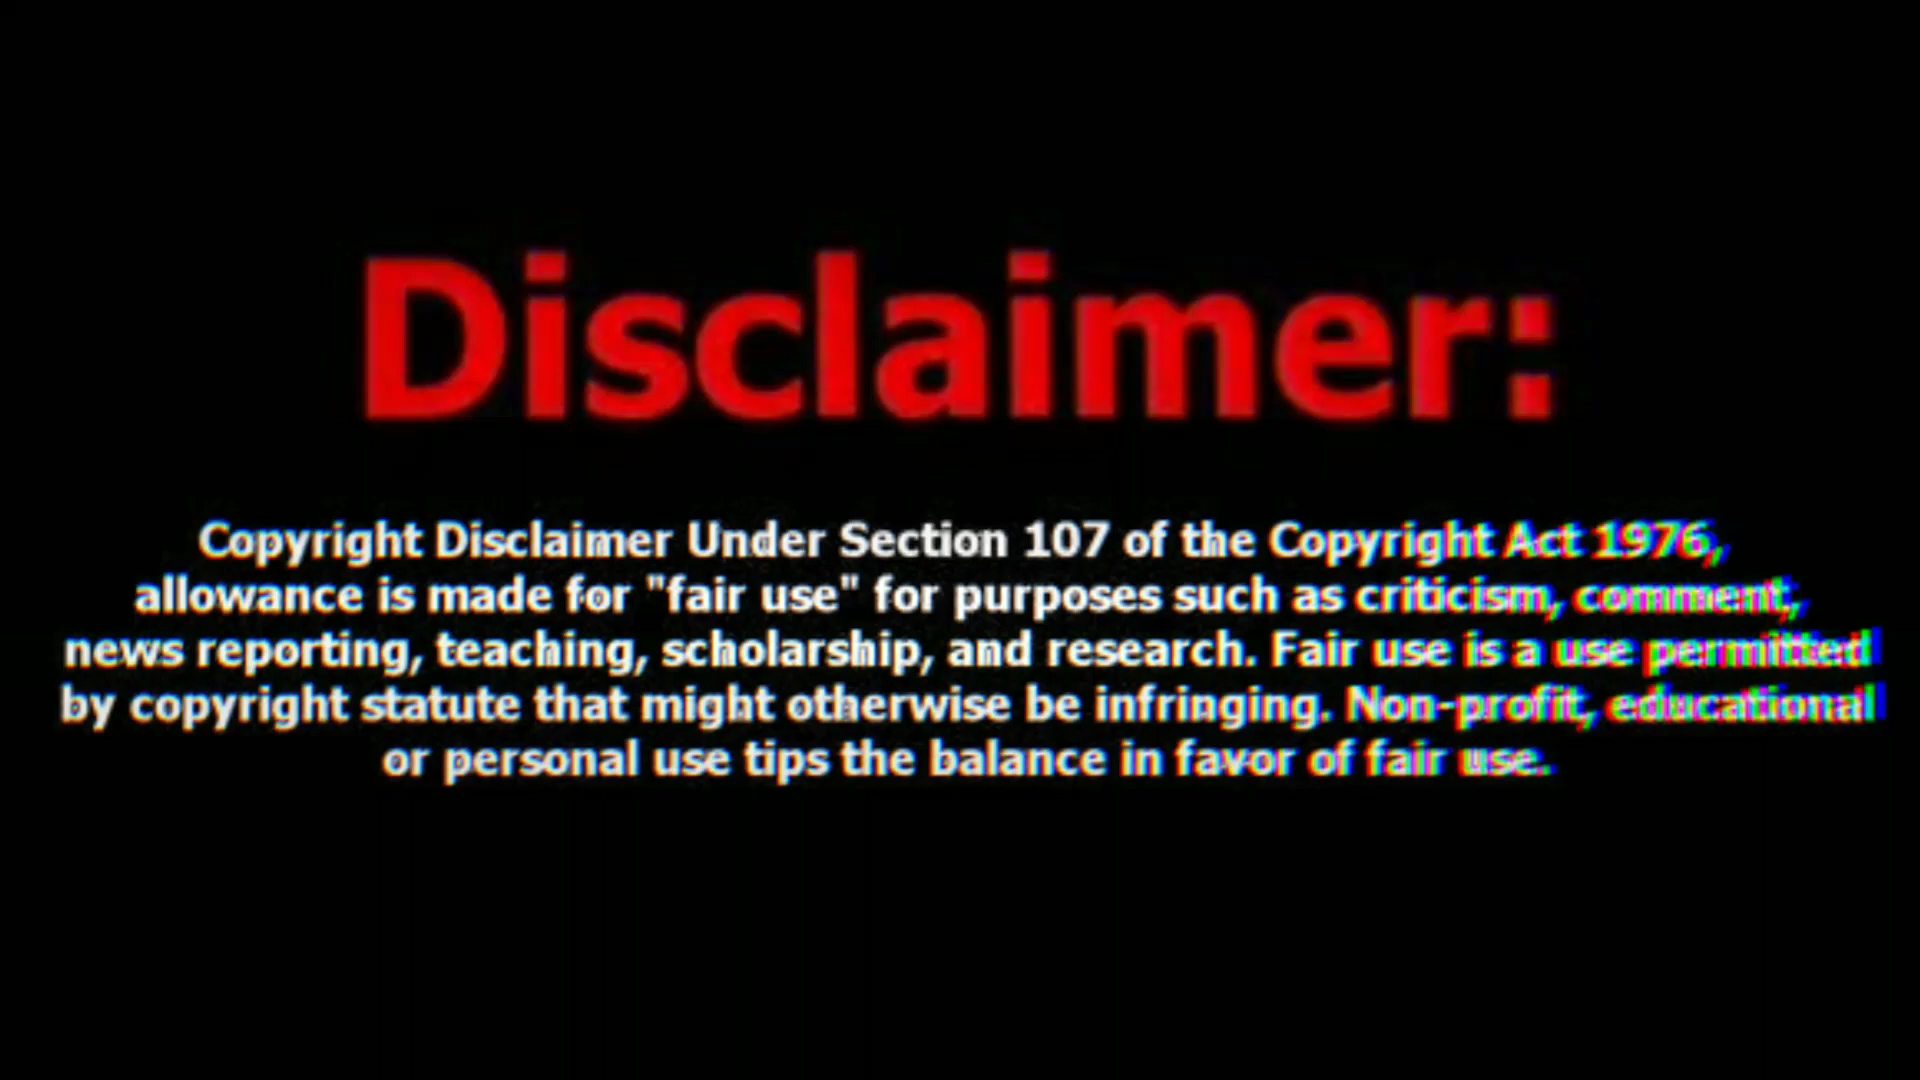 Disclaimer:
Copyright Disclaimer Under Section 107 of the Copyright Act 1976,
allowance is made for "fair use" for purposes such as criticism, comment,
news reporting, teaching, scholarship, and research. Fair use is a use permitted
by copyright statute that might otherwise be infringing. Non-profit, educational
or personal use tips the balance in favor of fair use.